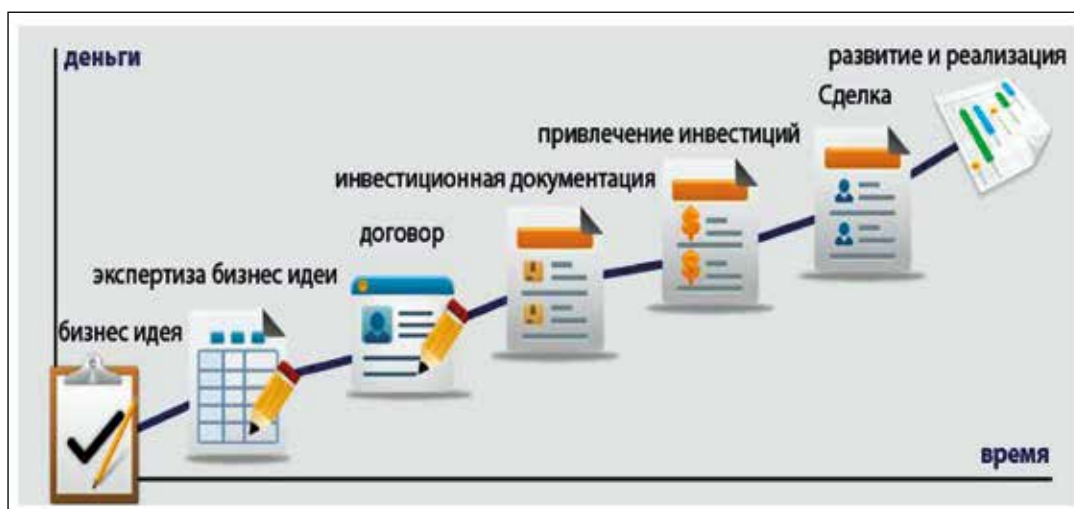 деньги
развитие и реализация
Сделка
привлечение инвестиций
инвестиционная документация
договор
экспертиза бизнес идеи
бизнес идея
время